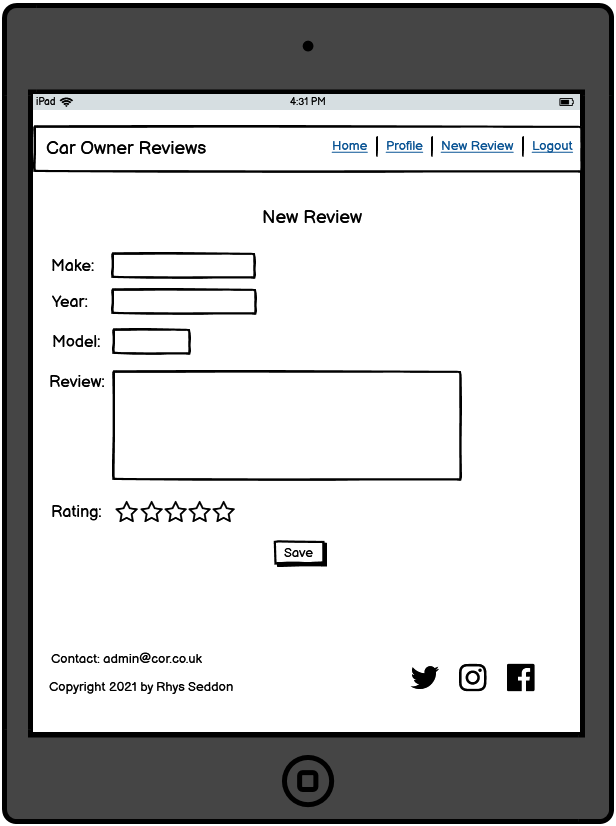 iPad 4:31 PM
Car Owner Reviews Home Profile New Review Logout
New Review
Make:
Year:
Model:
Review:
Rating:
Save
Contact: admin@cor.co.uk
Copyright 2021 by Rhys Seddon